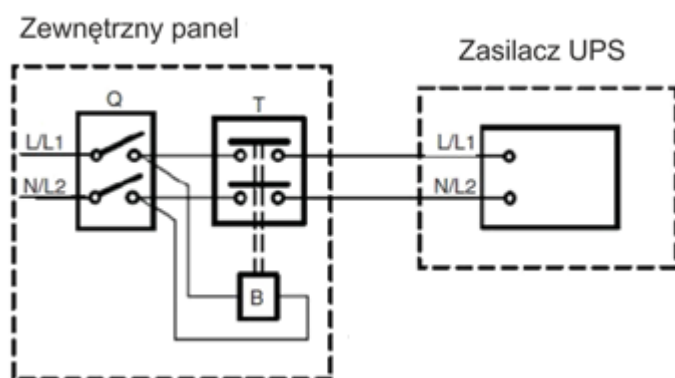 Zewnętrzny panel
Zasilacz UPS
Q
T
L/L1
L/L1
N/L2
N/L2
B